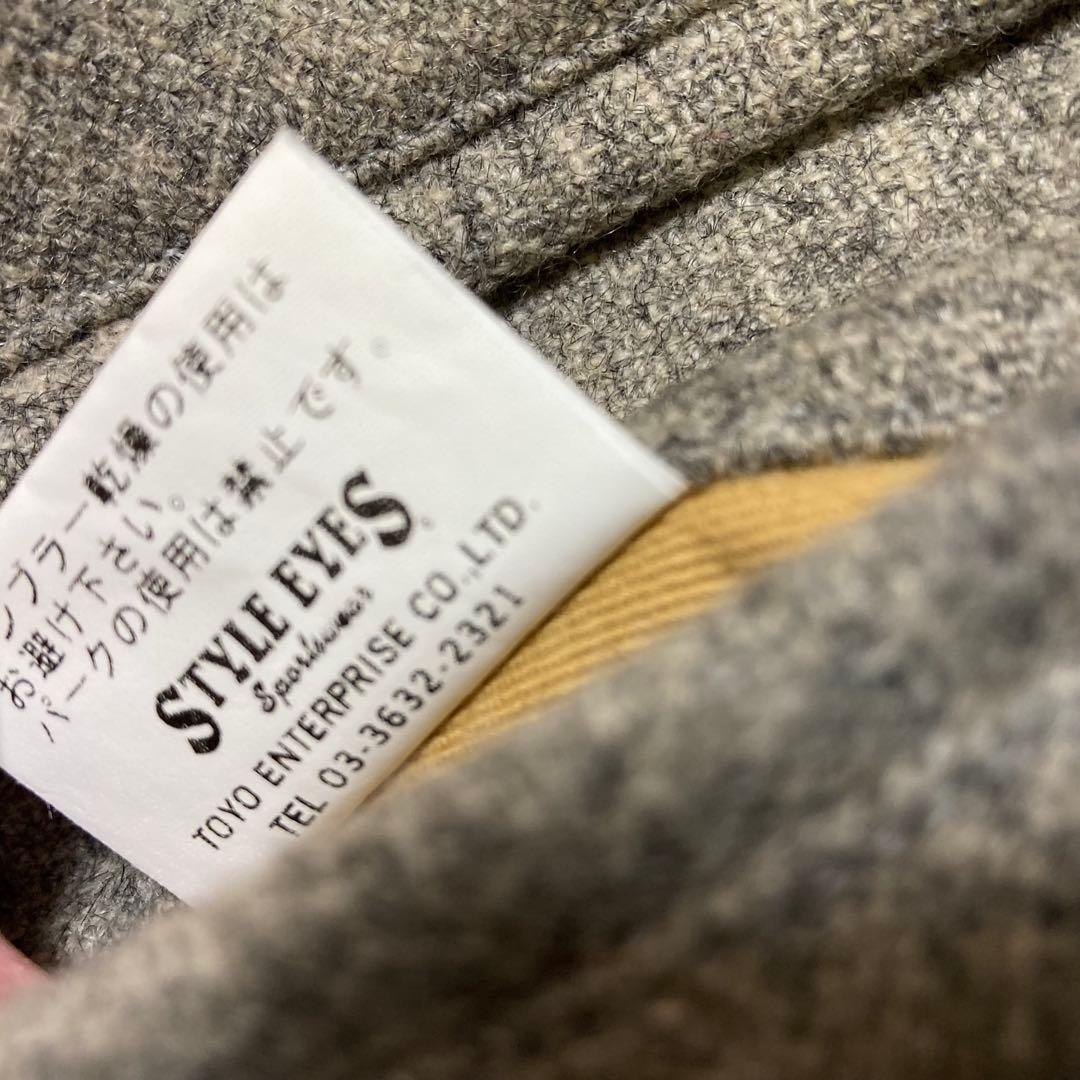 ンブラー乾燥の使用は
お避け下さい。
パークの使用は禁止です。
STYLE EYES
Sportswear
TOYO ENTERPRISE CO.,LTD.
TEL 03-3632-2321